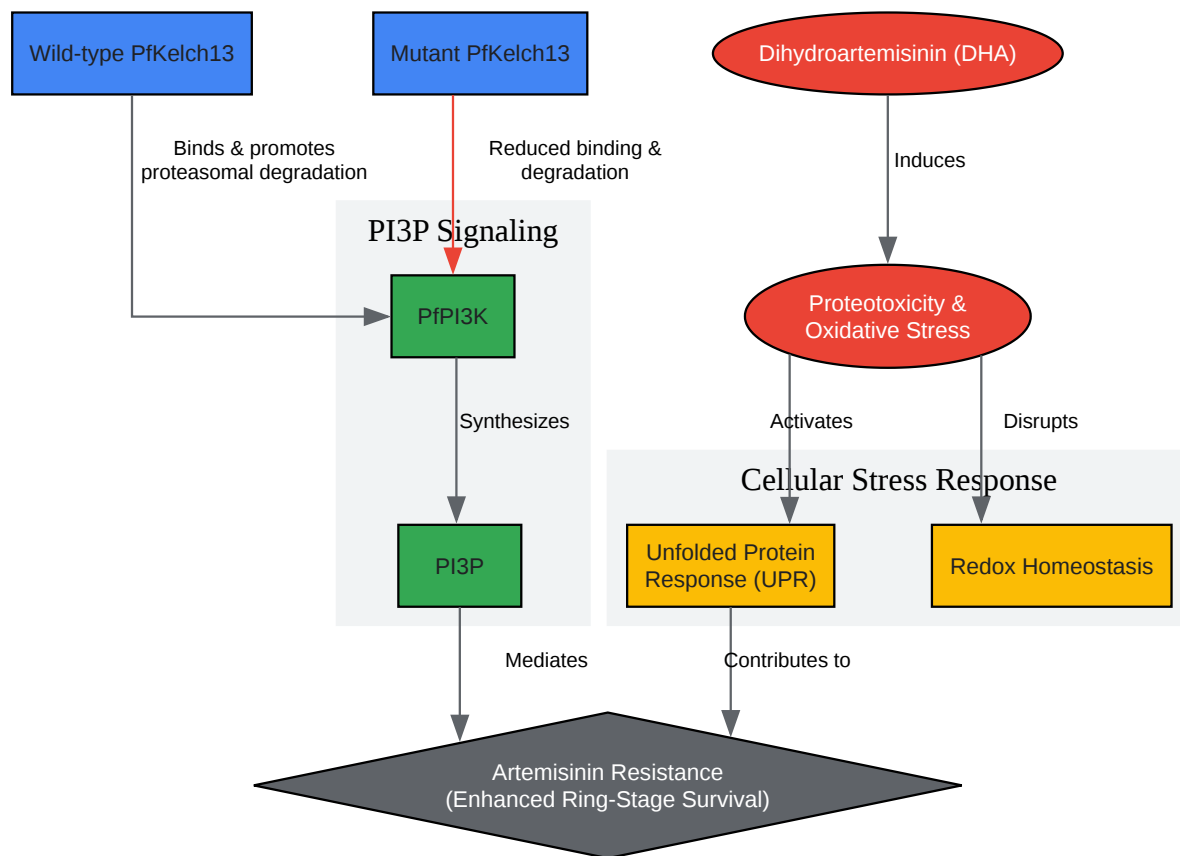 Wild-type PfKelch13
Mutant PfKelch13
Dihydroartemisinin (DHA)
Binds & promotes
proteasomal degradation
Reduced binding &
degradation
Induces
PI3P Signaling
PfPI3K
Proteotoxicity &
Oxidative Stress
Synthesizes
Activates
Disrupts
Cellular Stress Response
PI3P
Unfolded Protein
Response (UPR)
Redox Homeostasis
Mediates
Contributes to
Artemisinin Resistance
(Enhanced Ring-Stage Survival)